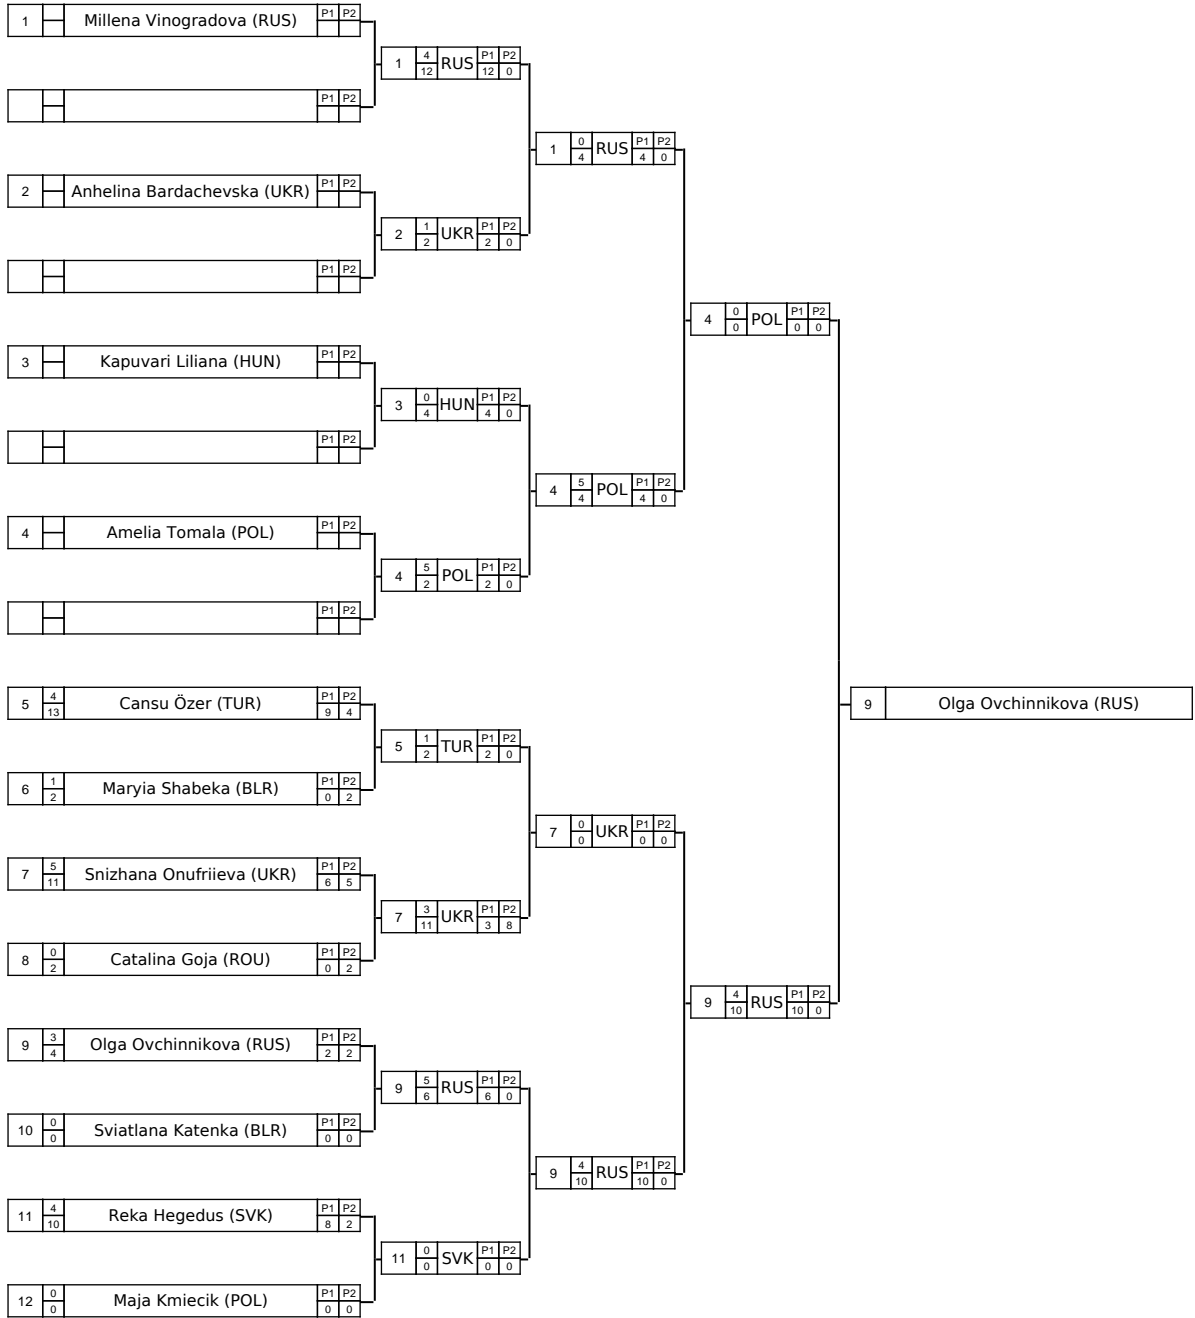 1 Millena Vinogradova (RUS) P1 P2
1 4 12 RUS P1 P2 12 0
P1 P2
1 0 4 RUS P1 P2 4 0
2 Anhelina Bardachevska (UKR) P1 P2
2 1 2 UKR P1 P2 2 0
P1 P2
4 0 0 POL P1 P2 0 0
3 Kapuvari Liliana (HUN) P1 P2
3 0 4 HUN P1 P2 4 0
P1 P2
4 5 4 POL P1 P2 4 0
4 Amelia Tomala (POL) P1 P2
4 5 2 POL P1 P2 2 0
P1 P2
5 4 13 Cansu Özer (TUR) P1 P2 9 4
9 Olga Ovchinnikova (RUS)
5 1 2 TUR P1 P2 2 0
6 1 2 Maryia Shabeka (BLR) P1 P2 0 2
7 0 0 UKR P1 P2 0 0
7 5 11 Snizhana Onufriieva (UKR) P1 P2 6 5
7 3 11 UKR P1 P2 3 8
8 0 2 Catalina Goja (ROU) P1 P2 0 2
9 4 10 RUS P1 P2 10 0
9 3 4 Olga Ovchinnikova (RUS) P1 P2 2 2
9 5 6 RUS P1 P2 6 0
10 0 0 Sviatlana Katenka (BLR) P1 P2 0 0
9 4 10 RUS P1 P2 10 0
11 4 10 Reka Hegedus (SVK) P1 P2 8 2
11 0 0 SVK P1 P2 0 0
12 0 0 Maja Kmiecik (POL) P1 P2 0 0